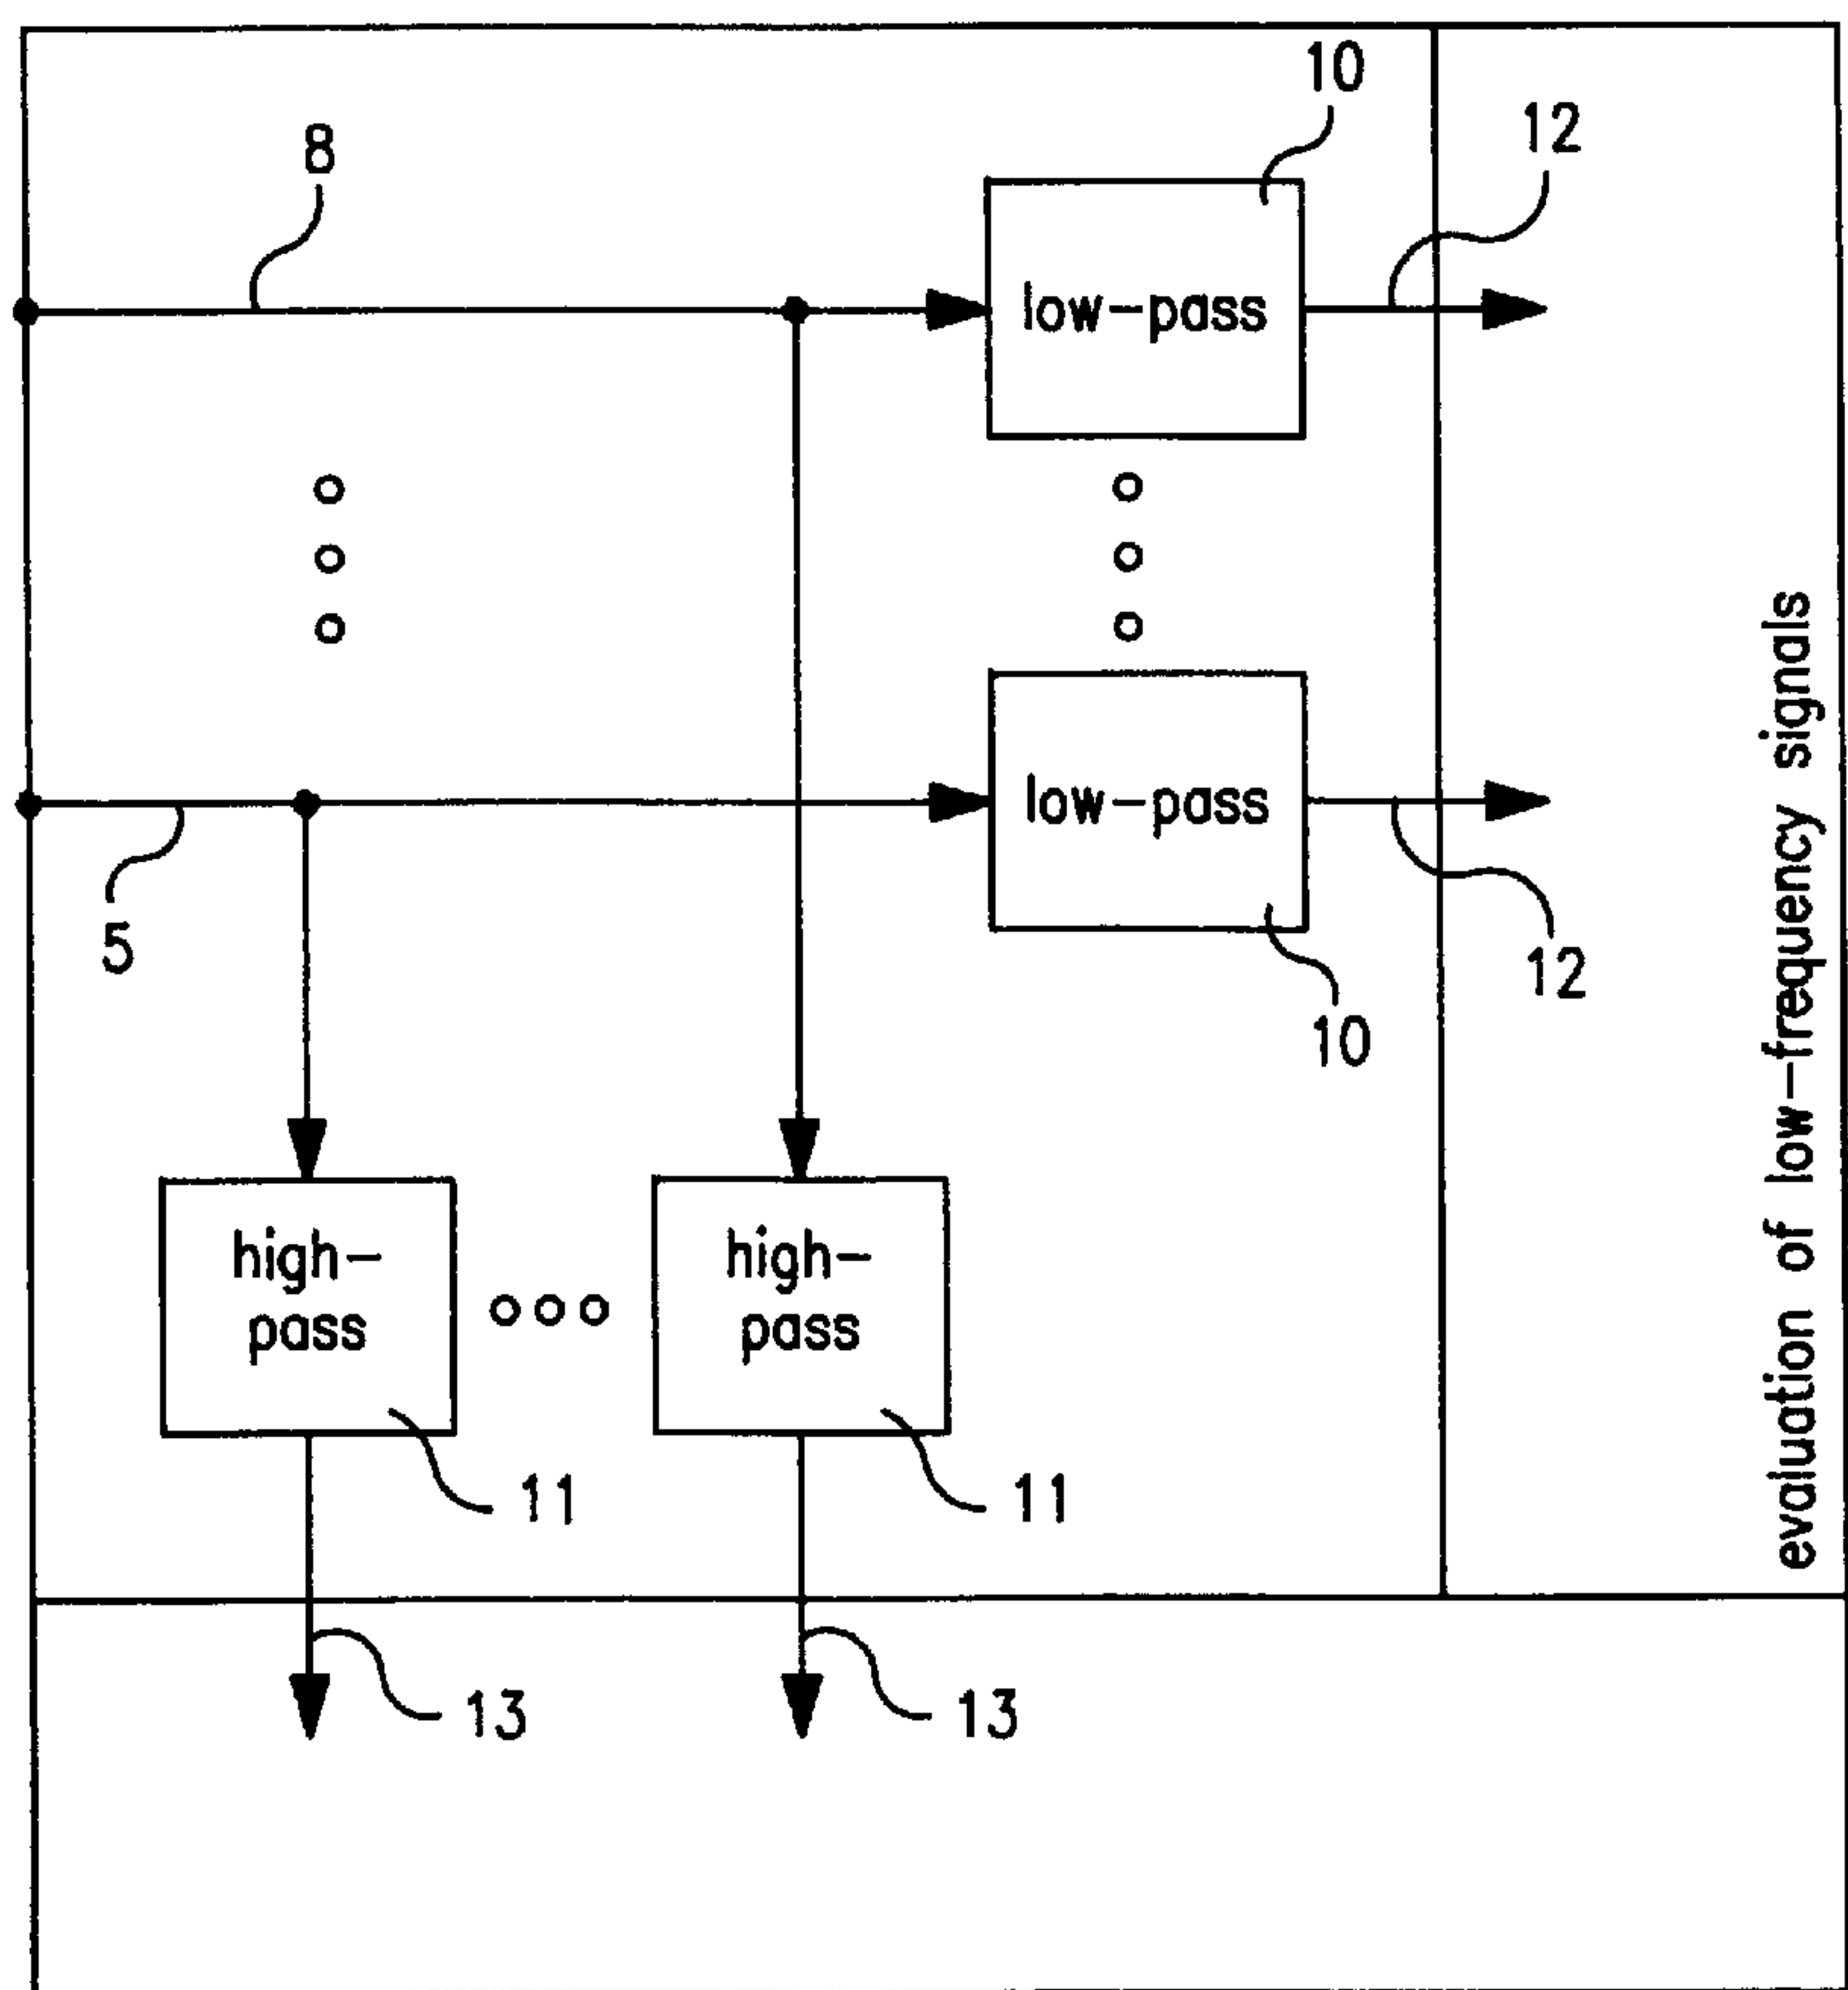 10
12
8
low-pass
low-pass
5
12
10
high-
pass
high-
pass
11
11
13
13
evaluation of low-frequency signals